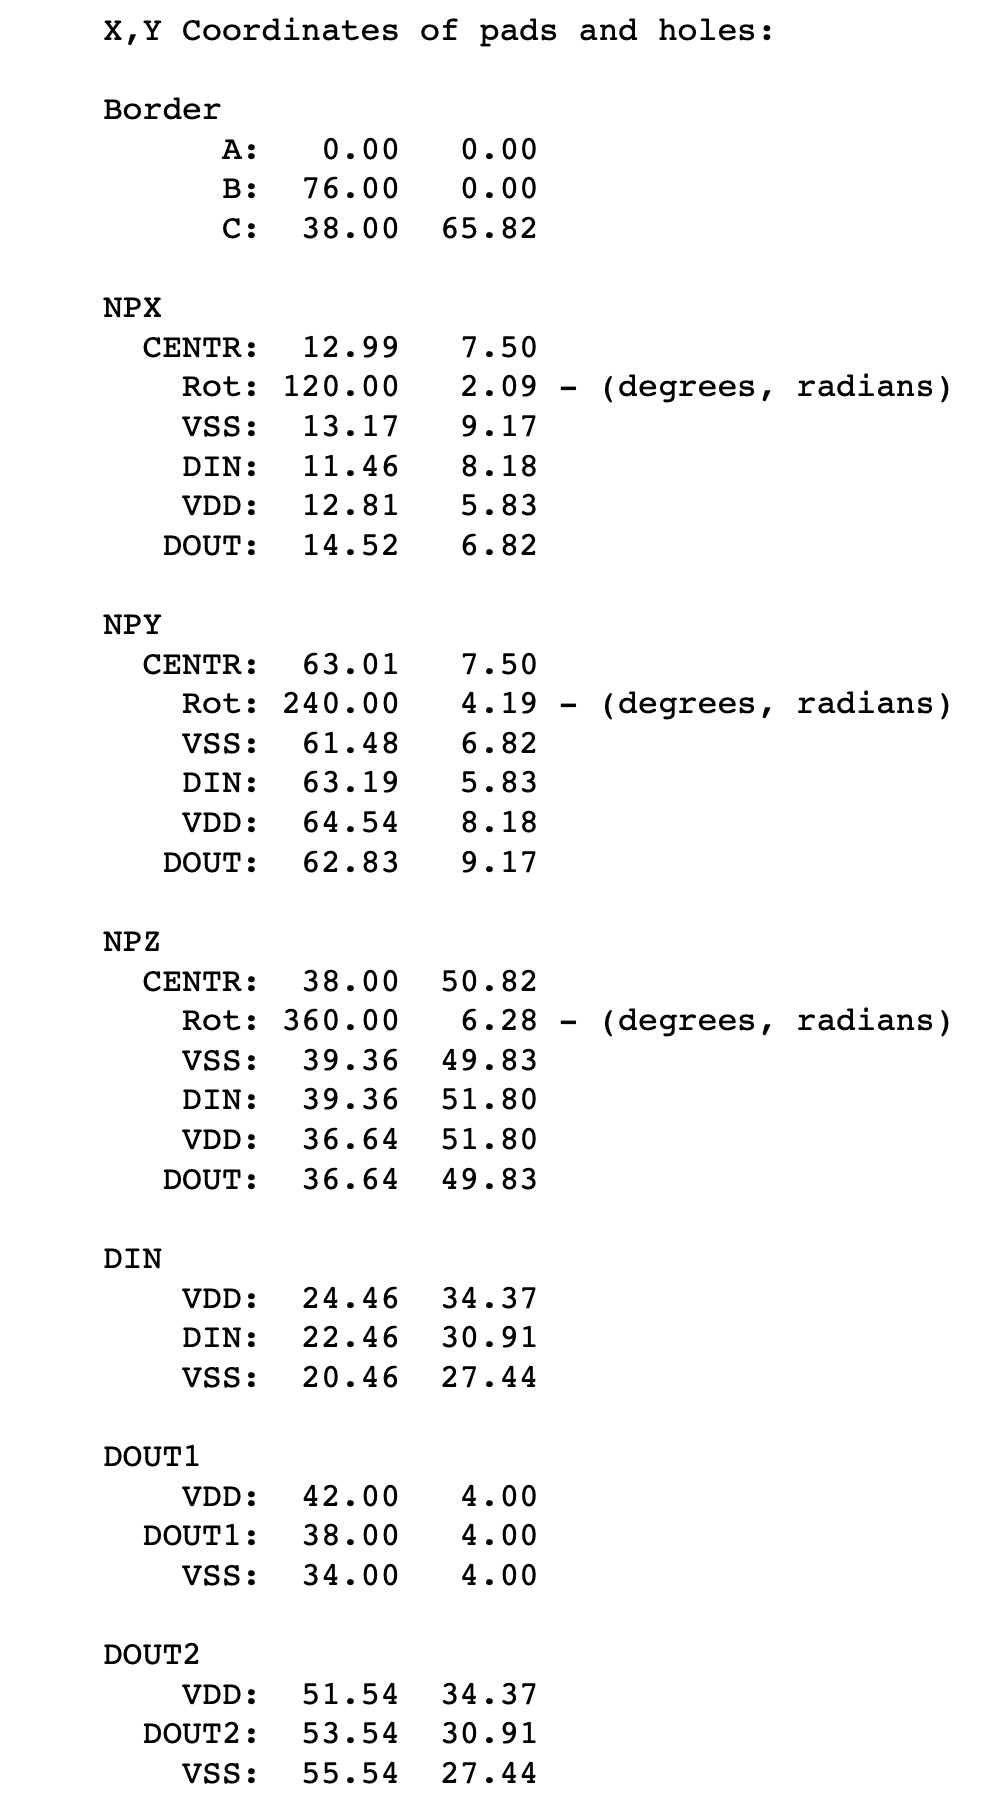 X,Y Coordinates of pads and holes:

Border
      A:   0.00   0.00
      B:  76.00   0.00
      C:  38.00  65.82

NPX
  CENTR:  12.99   7.50
    Rot: 120.00   2.09 - (degrees, radians)
    VSS:  13.17   9.17
    DIN:  11.46   8.18
    VDD:  12.81   5.83
   DOUT:  14.52   6.82

NPY
  CENTR:  63.01   7.50
    Rot: 240.00   4.19 - (degrees, radians)
    VSS:  61.48   6.82
    DIN:  63.19   5.83
    VDD:  64.54   8.18
   DOUT:  62.83   9.17

NPZ
  CENTR:  38.00  50.82
    Rot: 360.00   6.28 - (degrees, radians)
    VSS:  39.36  49.83
    DIN:  39.36  51.80
    VDD:  36.64  51.80
   DOUT:  36.64  49.83

DIN
    VDD:  24.46  34.37
    DIN:  22.46  30.91
    VSS:  20.46  27.44

DOUT1
    VDD:  42.00   4.00
  DOUT1:  38.00   4.00
    VSS:  34.00   4.00

DOUT2
    VDD:  51.54  34.37
  DOUT2:  53.54  30.91
    VSS:  55.54  27.44